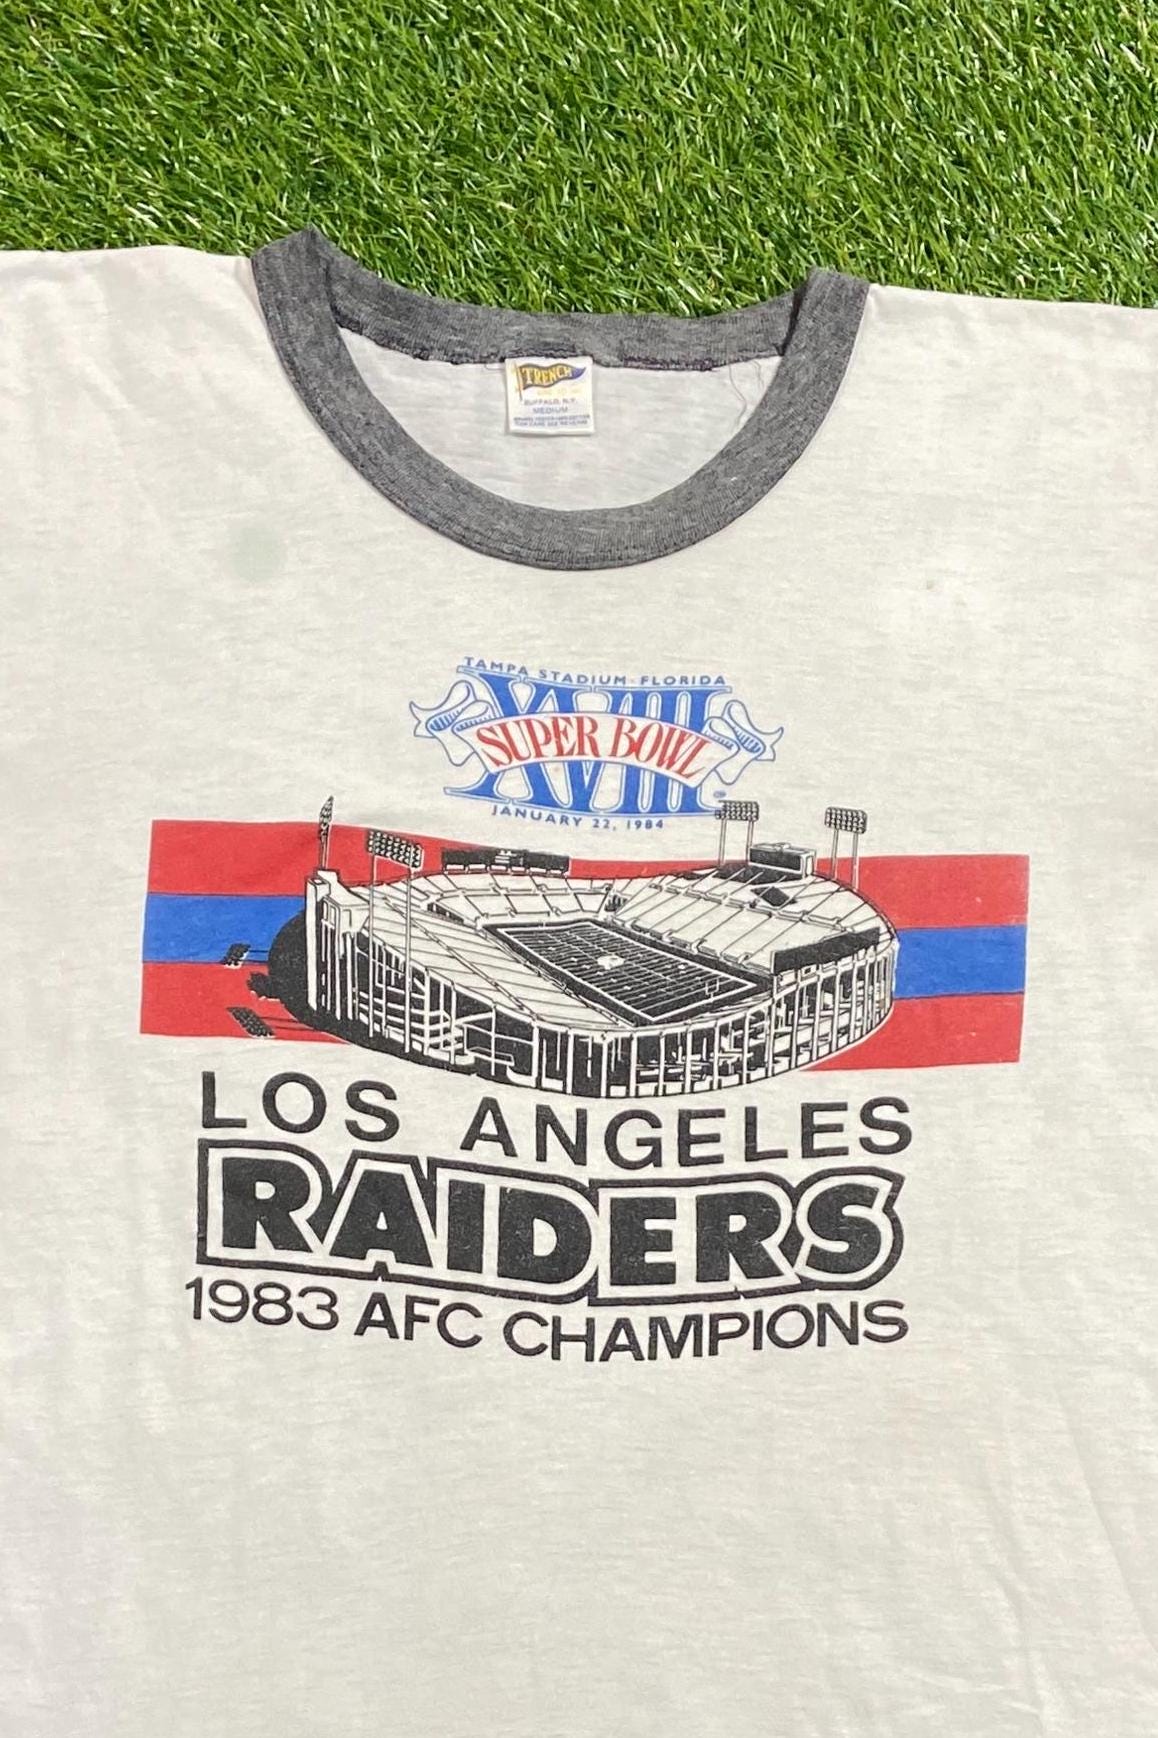 TRENCH
BUFFALO, N.Y.
MEDIUM
TAMPA STADIUM · FLORIDA
XVIII
SUPER BOWL
JANUARY 22, 1984
LOS ANGELES
RAIDERS
1983 AFC CHAMPIONS